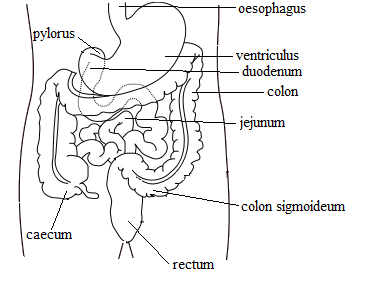 oesophagus
pylorus
ventriculus
duodenum
colon
jejunum
colon sigmoideum
caecum
rectum